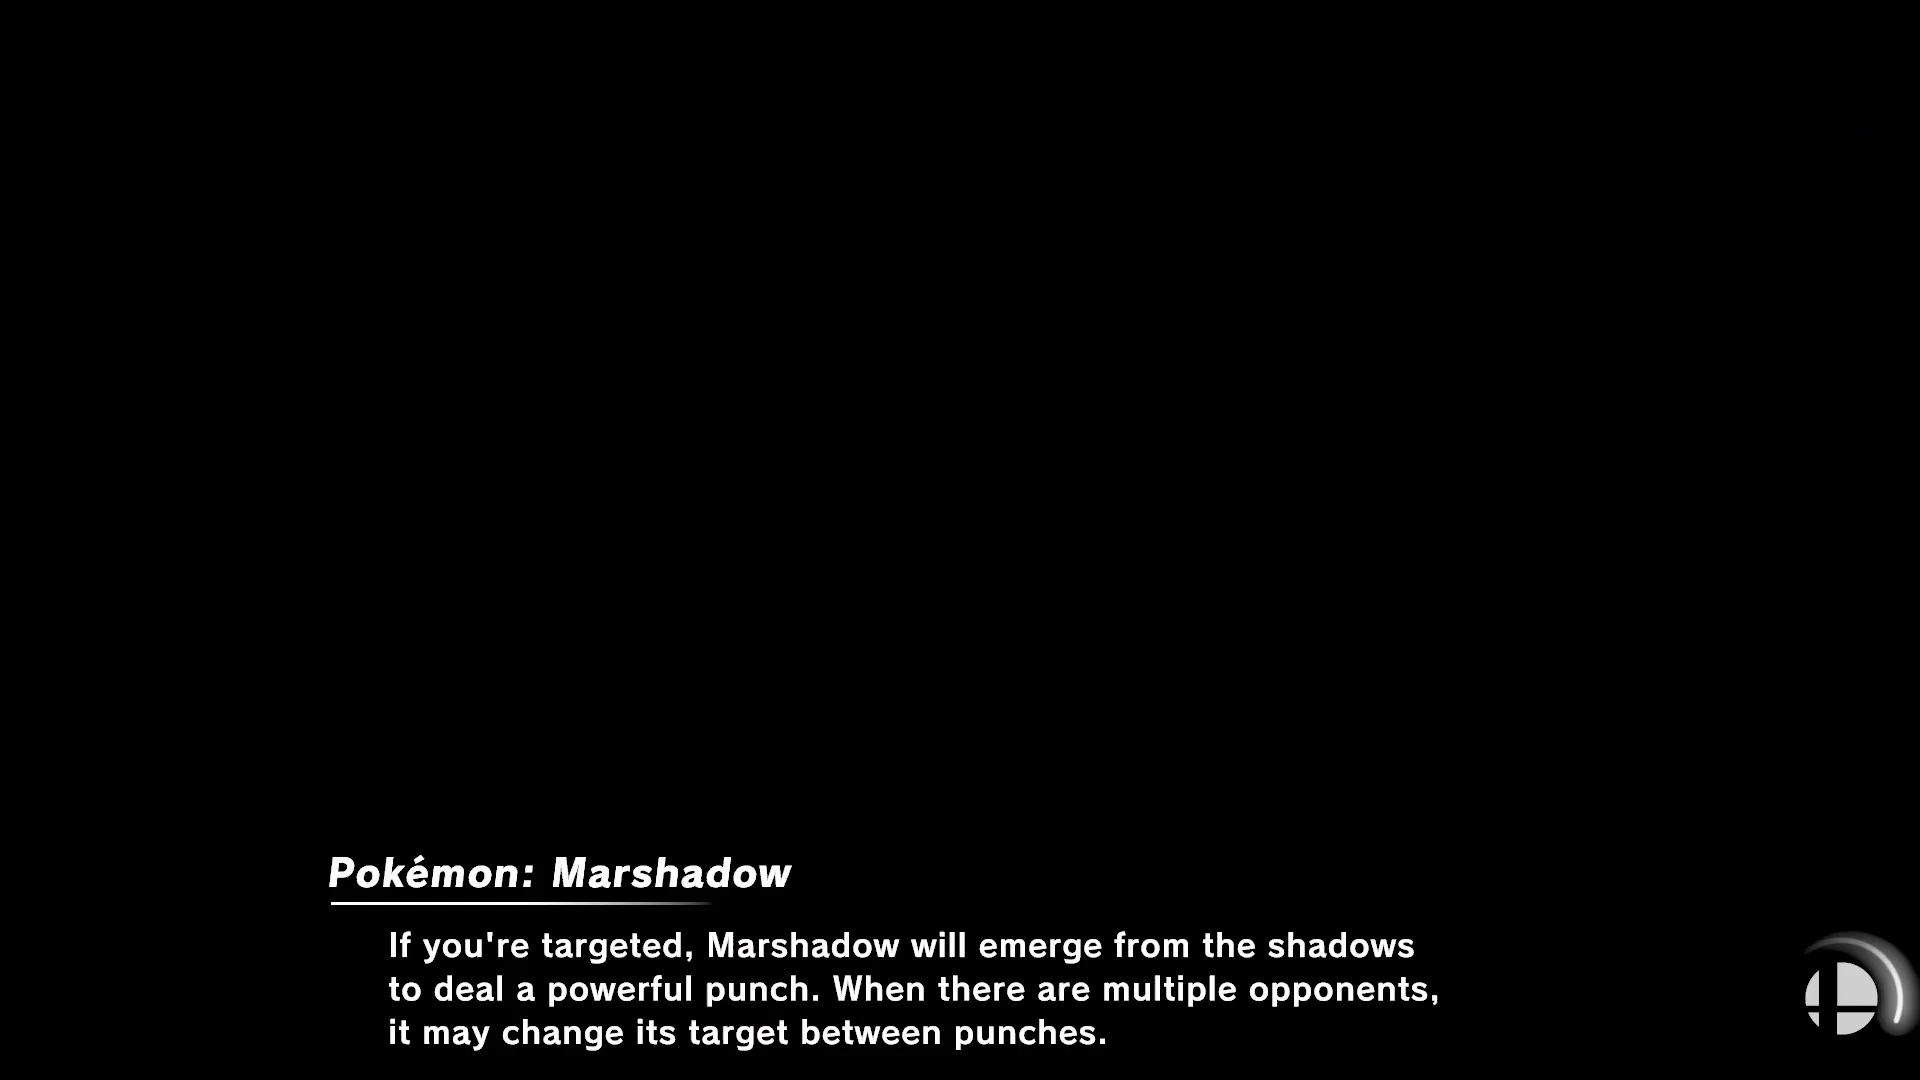 Pokémon: Marshadow
If you're targeted, Marshadow will emerge from the shadows
to deal a powerful punch. When there are multiple opponents,
it may change its target between punches.